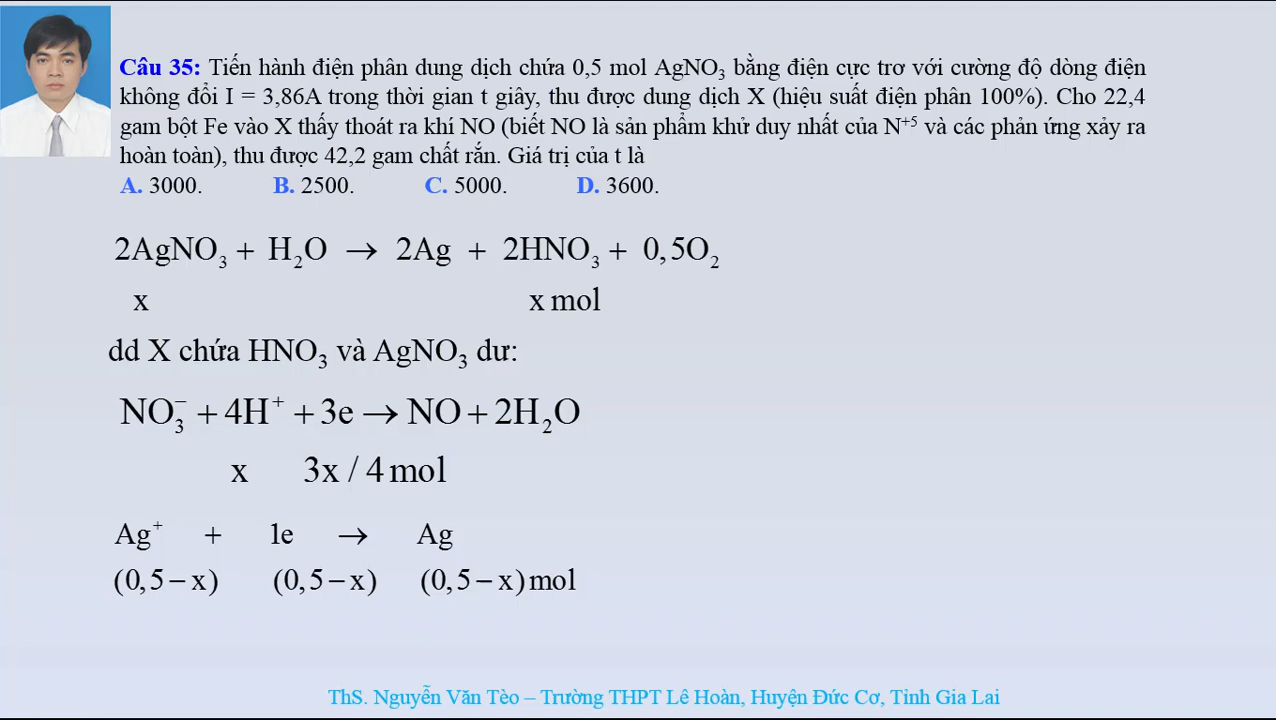 Câu 35: Tiến hành điện phân dung dịch chứa 0,5 mol AgNO₃ bằng điện cực trơ với cường độ dòng điện
không đổi I = 3,86A trong thời gian t giây, thu được dung dịch X (hiệu suất điện phân 100%). Cho 22,4
gam bột Fe vào X thấy thoát ra khí NO (biết NO là sản phẩm khử duy nhất của N⁺⁵ và các phản ứng xảy ra
hoàn toàn), thu được 42,2 gam chất rắn. Giá trị của t là
A. 3000. B. 2500. C. 5000. D. 3600.
2AgNO₃ + H₂O → 2Ag + 2HNO₃ + 0,5O₂
x x mol
dd X chứa HNO₃ và AgNO₃ dư:
NO₃⁻ + 4H⁺ + 3e → NO + 2H₂O
x 3x / 4 mol
Ag⁺ + 1e → Ag
(0,5 − x) (0,5 − x) (0,5 − x) mol
ThS. Nguyễn Văn Tèo – Trường THPT Lê Hoàn, Huyện Đức Cơ, Tỉnh Gia Lai